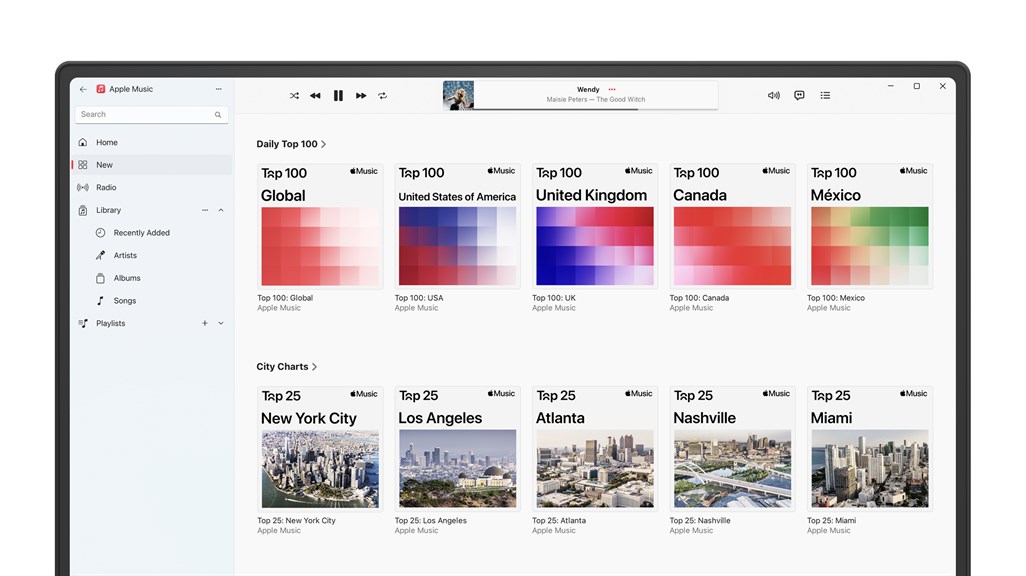 Apple Music
Search
Home
New
Radio
Library
Recently Added
Artists
Albums
Songs
Playlists
Wendy
Maisie Peters — The Good Witch
Daily Top 100
Top 100 Music
Global
Top 100: Global
Apple Music
Top 100 Music
United States of America
Top 100: USA
Apple Music
Top 100 Music
United Kingdom
Top 100: UK
Apple Music
Top 100 Music
Canada
Top 100: Canada
Apple Music
Top 100 Music
México
Top 100: Mexico
Apple Music
City Charts
Top 25 Music
New York City
Top 25: New York City
Apple Music
Top 25 Music
Los Angeles
Top 25: Los Angeles
Apple Music
Top 25 Music
Atlanta
Top 25: Atlanta
Apple Music
Top 25 Music
Nashville
Top 25: Nashville
Apple Music
Top 25 Music
Miami
Top 25: Miami
Apple Music